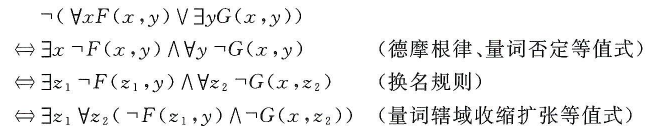 ¬(∀xF(x,y)∨∃yG(x,y))
⇔∃x¬F(x,y)∧∀y¬G(x,y) (德摩根律、量词否定等值式)
⇔∃z₁¬F(z₁,y)∧∀z₂¬G(x,z₂) (换名规则)
⇔∃z₁∀z₂(¬F(z₁,y)∧¬G(x,z₂)) (量词辖域收缩扩张等值式)